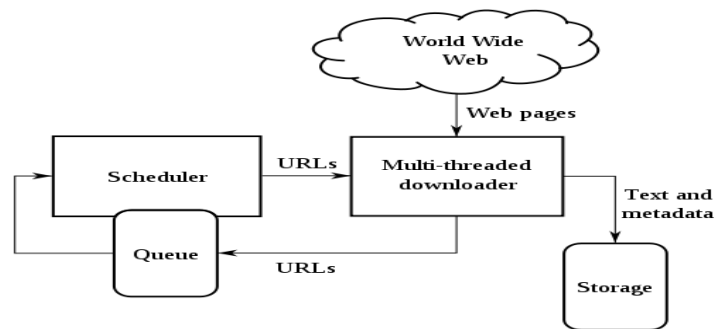 World Wide
Web
Web pages
Scheduler
URLs
Multi-threaded
downloader
Text and
metadata
Queue
URLs
Storage